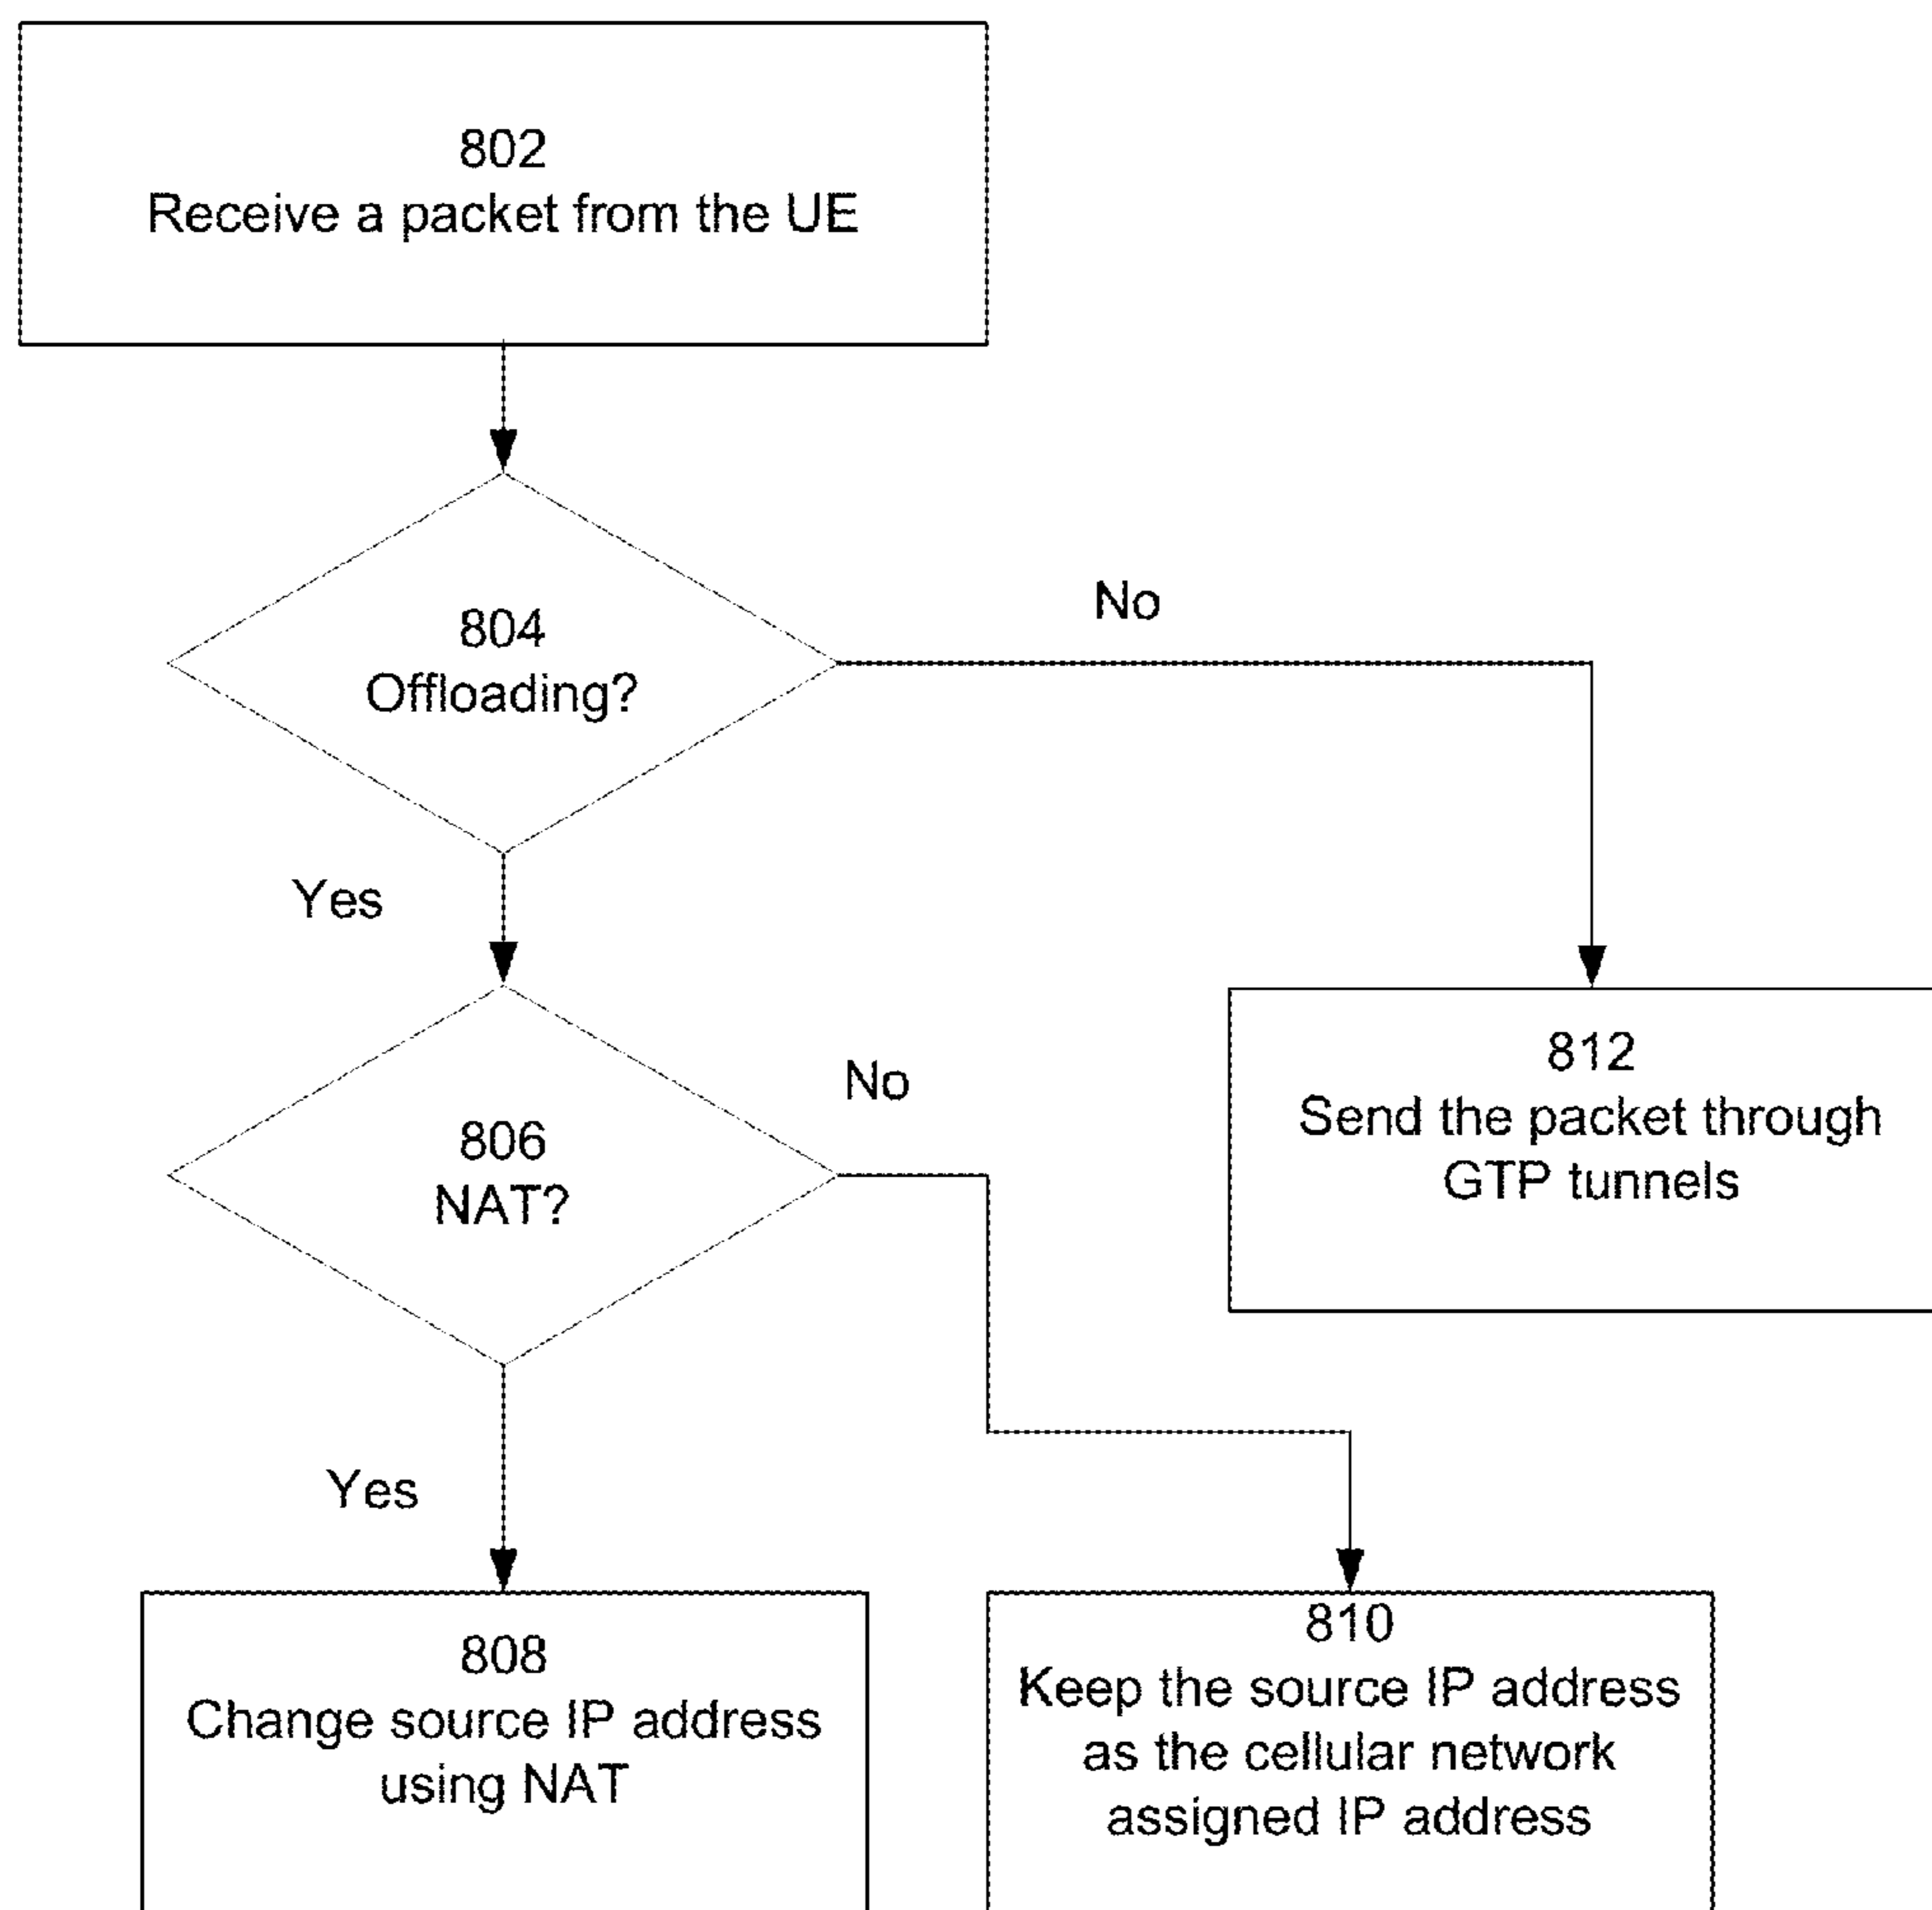 802
Receive a packet from the UE
804
Offloading?
No
Yes
806
NAT?
No
812
Send the packet through
GTP tunnels
Yes
808
Change source IP address
using NAT
810
Keep the source IP address
as the cellular network
assigned IP address